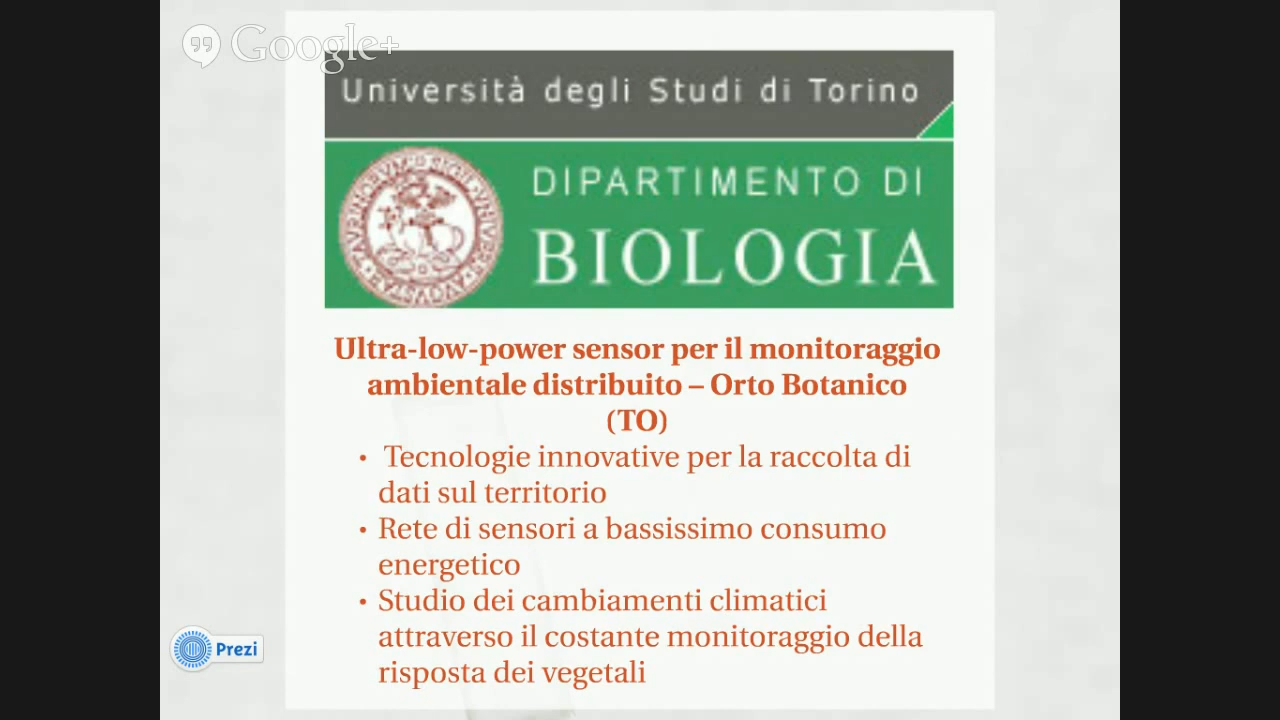 Google+
Università degli Studi di Torino
DIPARTIMENTO DI
BIOLOGIA
Ultra-low-power sensor per il monitoraggio
ambientale distribuito – Orto Botanico
(TO)
• Tecnologie innovative per la raccolta di
dati sul territorio
• Rete di sensori a bassissimo consumo
energetico
• Studio dei cambiamenti climatici
attraverso il costante monitoraggio della
risposta dei vegetali
Prezi